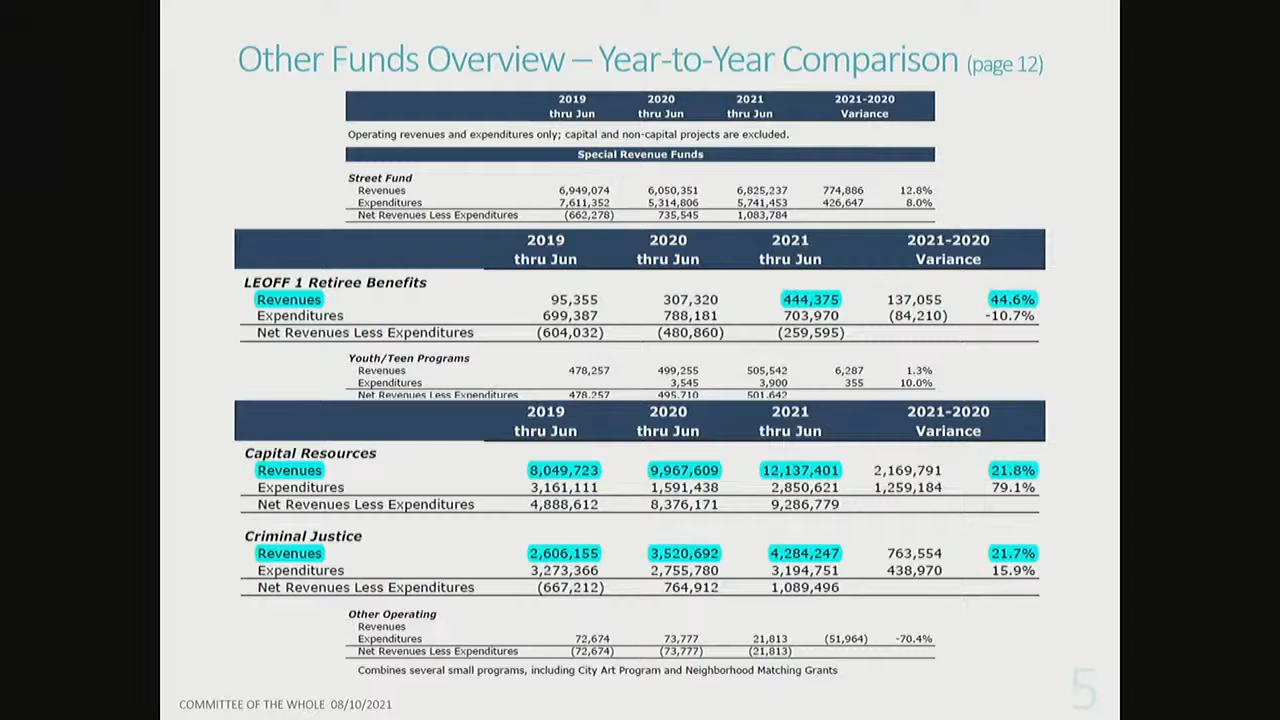 Other Funds Overview – Year-to-Year Comparison (page 12)
2019 2020 2021 2021-2020
thru Jun thru Jun thru Jun Variance
Operating revenues and expenditures only; capital and non-capital projects are excluded.
Special Revenue Funds
Street Fund
Revenues 6,949,074 6,050,351 6,825,237 774,886 12.8%
Expenditures 7,611,352 5,314,806 5,741,453 426,647 8.0%
Net Revenues Less Expenditures (662,278) 735,545 1,083,784
2019 2020 2021 2021-2020
thru Jun thru Jun thru Jun Variance
LEOFF 1 Retiree Benefits
Revenues 95,355 307,320 444,375 137,055 44.6%
Expenditures 699,387 788,181 703,970 (84,210) -10.7%
Net Revenues Less Expenditures (604,032) (480,860) (259,595)
Youth/Teen Programs
Revenues 478,257 499,255 505,542 6,287 1.3%
Expenditures 3,545 3,900 355 10.0%
Net Revenues Less Expenditures 478,257 495,710 501,642
2019 2020 2021 2021-2020
thru Jun thru Jun thru Jun Variance
Capital Resources
Revenues 8,049,723 9,967,609 12,137,401 2,169,791 21.8%
Expenditures 3,161,111 1,591,438 2,850,621 1,259,184 79.1%
Net Revenues Less Expenditures 4,888,612 8,376,171 9,286,779
Criminal Justice
Revenues 2,606,155 3,520,692 4,284,247 763,554 21.7%
Expenditures 3,273,366 2,755,780 3,194,751 438,970 15.9%
Net Revenues Less Expenditures (667,212) 764,912 1,089,496
Other Operating
Revenues
Expenditures 72,674 73,777 21,813 (51,964) -70.4%
Net Revenues Less Expenditures (72,674) (73,777) (21,813)
Combines several small programs, including City Art Program and Neighborhood Matching Grants
COMMITTEE OF THE WHOLE 08/10/2021
5